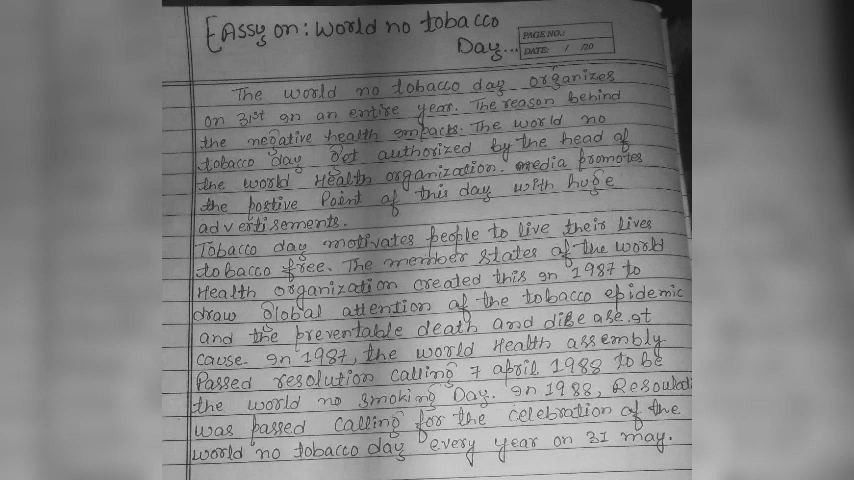 [Assy on: World no tobacco
Day...
PAGE NO.:
DATE: / /20
The world no tobacco day organizes
on 31st in an entire year. The reason behind
the negative health impacts. The world no
tobacco day get authorized by the head of
the world Health organization. media promotes
the postive Point of this day with huge
advertisements.
Tobacco day motivates people to live their lives
tobacco free. The member states of the world
Health organization created this in 1987 to
draw global attention of the tobacco epidemic
and the preventable death and disease.it
cause. In 1987, the world Health assembly
Passed resolution calling 7 april 1988 to be
the world no smoking Day. In 1988, Resoulati
was passed calling for the celebration of the
world no tobacco day every year on 31 may.